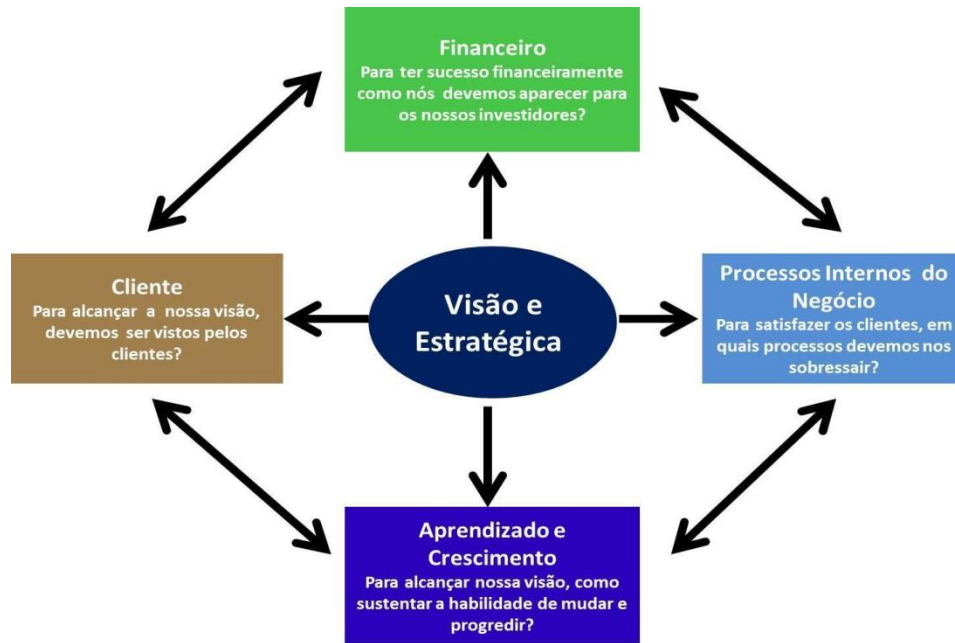 Financeiro
Para ter sucesso financeiramente
como nós devemos aparecer para
os nossos investidores?
Cliente
Para alcançar a nossa visão,
devemos ser vistos pelos
clientes?
Visão e
Estratégica
Processos Internos do
Negócio
Para satisfazer os clientes, em
quais processos devemos nos
sobressair?
Aprendizado e
Crescimento
Para alcançar nossa visão, como
sustentar a habilidade de mudar e
progredir?